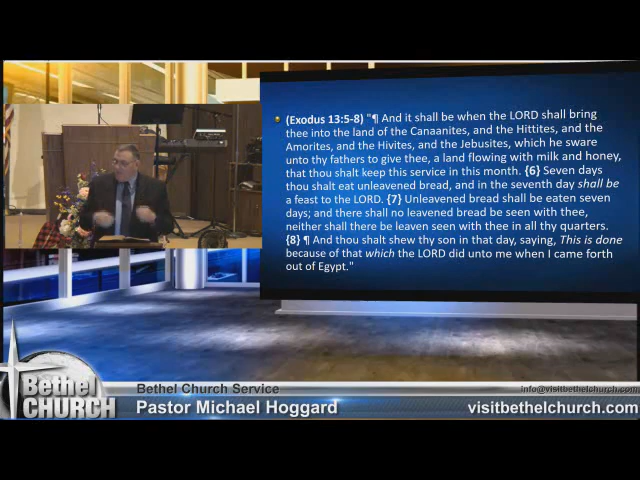 (Exodus 13:5-8) "¶ And it shall be when the LORD shall bring
thee into the land of the Canaanites, and the Hittites, and the
Amorites, and the Hivites, and the Jebusites, which he sware
unto thy fathers to give thee, a land flowing with milk and honey,
that thou shalt keep this service in this month. {6} Seven days
thou shalt eat unleavened bread, and in the seventh day shall be
a feast to the LORD. {7} Unleavened bread shall be eaten seven
days; and there shall no leavened bread be seen with thee,
neither shall there be leaven seen with thee in all thy quarters.
{8} ¶ And thou shalt shew thy son in that day, saying, This is done
because of that which the LORD did unto me when I came forth
out of Egypt."
Bethel
CHURCH
Bethel Church Service
info@visitbethelchurch.com
Pastor Michael Hoggard
visitbethelchurch.com